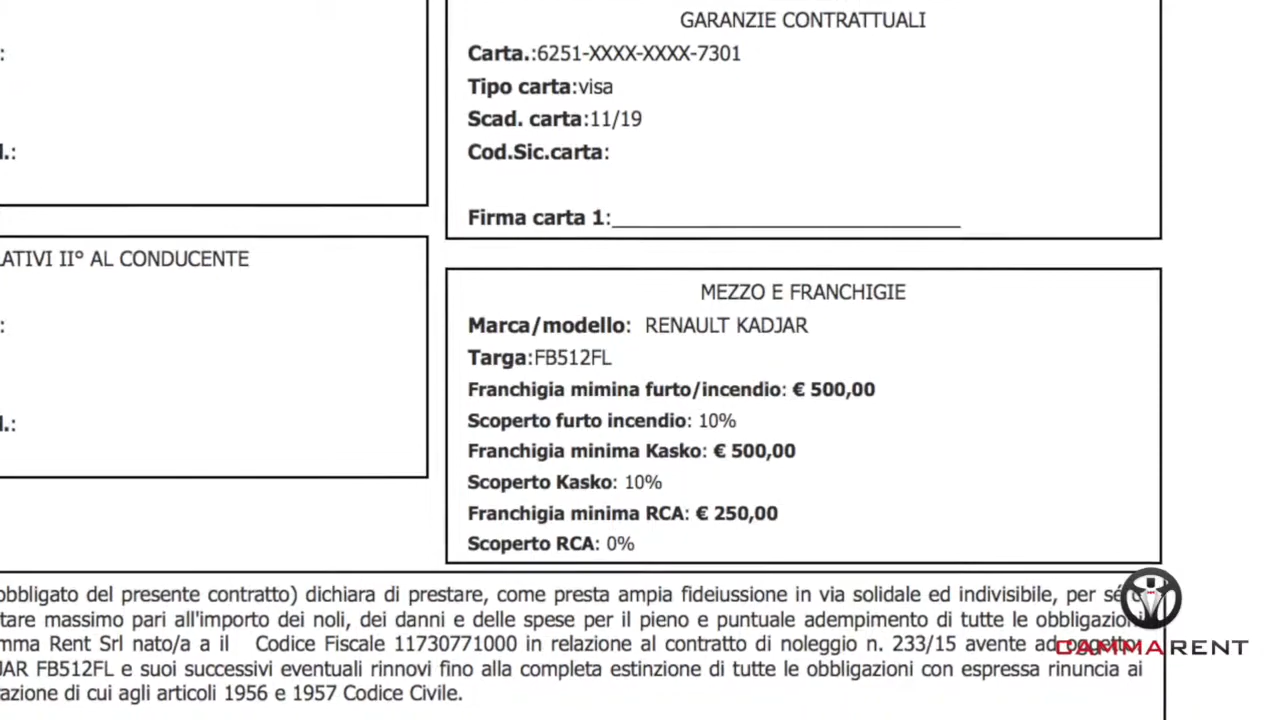 GARANZIE CONTRATTUALI
:
Carta.:6251-XXXX-XXXX-7301
Tipo carta:visa
Scad. carta:11/19
.:
Cod.Sic.carta:
Firma carta 1:
ATIVI II° AL CONDUCENTE
MEZZO E FRANCHIGIE
:
Marca/modello: RENAULT KADJAR
Targa:FB512FL
Franchigia mimina furto/incendio: € 500,00
.:
Scoperto furto incendio: 10%
Franchigia minima Kasko: € 500,00
Scoperto Kasko: 10%
Franchigia minima RCA: € 250,00
Scoperto RCA: 0%
obbligato del presente contratto) dichiara di prestare, come presta ampia fideiussione in via solidale ed indivisibile, per sé
tare massimo pari all'importo dei noli, dei danni e delle spese per il pieno e puntuale adempimento di tutte le obbligazioni
mma Rent Srl nato/a a il Codice Fiscale 11730771000 in relazione al contratto di noleggio n. 233/15 avente ad oggetto
JAR FB512FL e suoi successivi eventuali rinnovi fino alla completa estinzione di tutte le obbligazioni con espressa rinuncia ai
azione di cui agli articoli 1956 e 1957 Codice Civile.
CAMMARENT